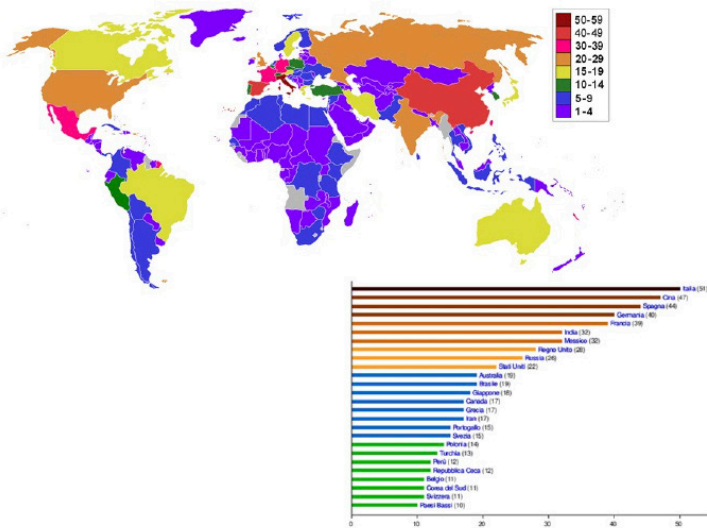 50-59
40-49
30-39
20-29
15-19
10-14
5-9
1-4
Italia (51)
Cina (47)
Spagna (44)
Germania (40)
Francia (39)
India (32)
Messico (32)
Regno Unito (28)
Russia (26)
Stati Uniti (22)
Australia (19)
Brasile (19)
Giappone (18)
Canada (17)
Grecia (17)
Iran (17)
Portogallo (15)
Svezia (15)
Polonia (14)
Turchia (13)
Perù (12)
Repubblica Ceca (12)
Belgio (11)
Corea del Sud (11)
Svizzera (11)
Paesi Bassi (10)
0 10 20 30 40 50